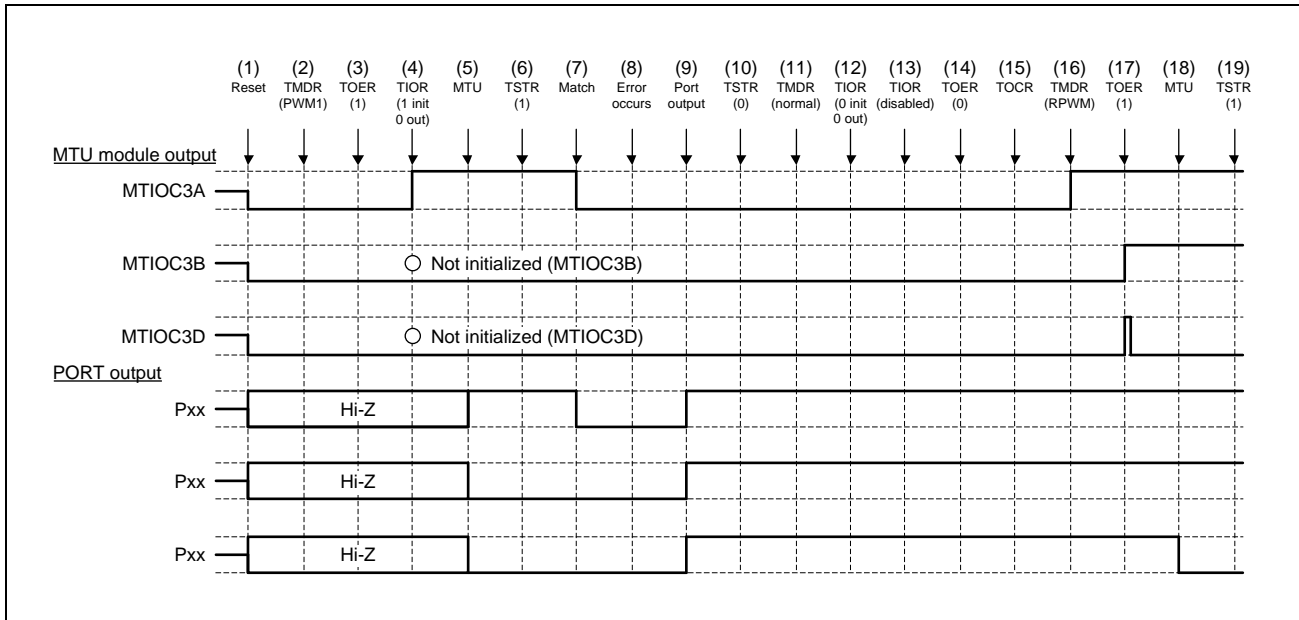 (1) (2) (3) (4) (5) (6) (7) (8) (9) (10) (11) (12) (13) (14) (15) (16) (17) (18) (19)
Reset TMDR TOER TIOR MTU TSTR Match Error Port TSTR TMDR TIOR TIOR TOER TOCR TMDR TOER MTU TSTR
(PWM1) (1) (1 init (1) occurs output (0) (normal) (0 init (disabled) (0) (RPWM) (1) (1)
0 out) 0 out)
MTU module output
MTIOC3A
MTIOC3B Not initialized (MTIOC3B)
MTIOC3D Not initialized (MTIOC3D)
PORT output
Pxx Hi-Z
Pxx Hi-Z
Pxx Hi-Z